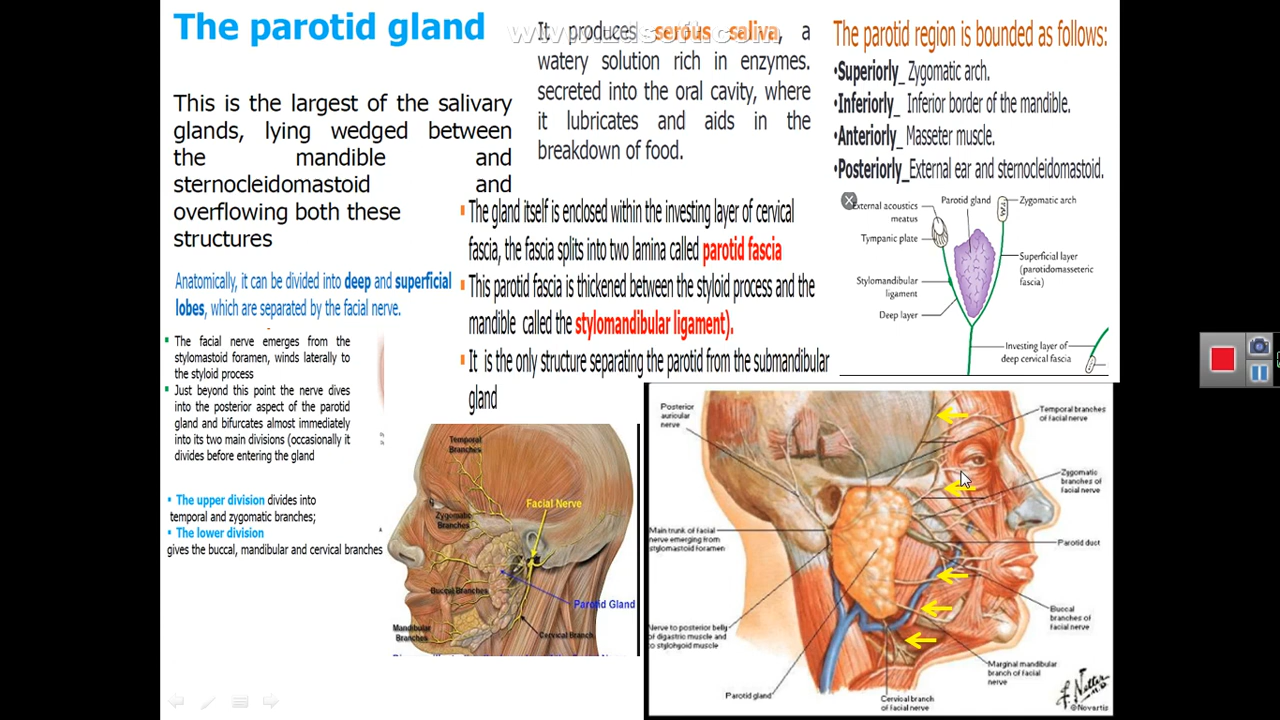 The parotid gland
This is the largest of the salivary
glands, lying wedged between
the mandible and
sternocleidomastoid and
overflowing both these
structures
Anatomically, it can be divided into deep and superficial
lobes, which are separated by the facial nerve.
The facial nerve emerges from the
stylomastoid foramen, winds laterally to
the styloid process
Just beyond this point the nerve dives
into the posterior aspect of the parotid
gland and bifurcates almost immediately
into its two main divisions (occasionally it
divides before entering the gland
The upper division divides into
temporal and zygomatic branches;
The lower division
gives the buccal, mandibular and cervical branches
It produces serous saliva, a
watery solution rich in enzymes.
secreted into the oral cavity, where
it lubricates and aids in the
breakdown of food.
The gland itself is enclosed within the investing layer of cervical
fascia, the fascia splits into two lamina called parotid fascia
This parotid fascia is thickened between the styloid process and the
mandible called the stylomandibular ligament).
It is the only structure separating the parotid from the submandibular
gland
The parotid region is bounded as follows:
•Superiorly_ Zygomatic arch.
•Inferiorly_ Inferior border of the mandible.
•Anteriorly_ Masseter muscle.
•Posteriorly_External ear and sternocleidomastoid.
External acoustics
meatus
Parotid gland
Zygomatic arch
Tympanic plate
Superficial layer
(parotidomasseteric
fascia)
Stylomandibular
ligament
Deep layer
Investing layer of
deep cervical fascia
Temporal
Branches
Facial Nerve
Zygomatic
Branches
Buccal Branches
Parotid Gland
Mandibular
Branches
Cervical Branch
Posterior
auricular
nerve
Temporal branches
of facial nerve
Zygomatic
branches of
facial nerve
Main trunk of facial
nerve emerging from
stylomastoid foramen
Parotid duct
Buccal
branches of
facial nerve
Nerve to posterior belly
of digastric muscle and
to stylohyoid muscle
Marginal mandibular
branch of facial
nerve
Parotid gland
Cervical branch
of facial nerve
F. Netter
M.D.
©Novartis